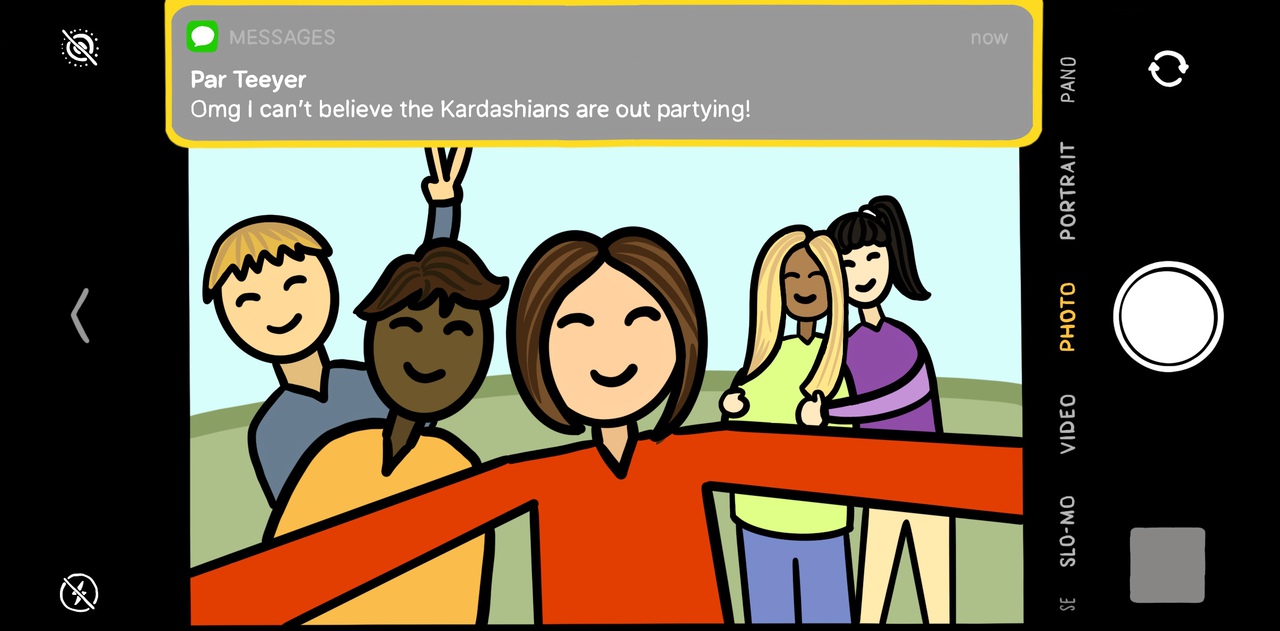 MESSAGES now
Par Teeyer
Omg I can't believe the Kardashians are out partying!
PANO
PORTRAIT
PHOTO
VIDEO
SLO-MO
SE